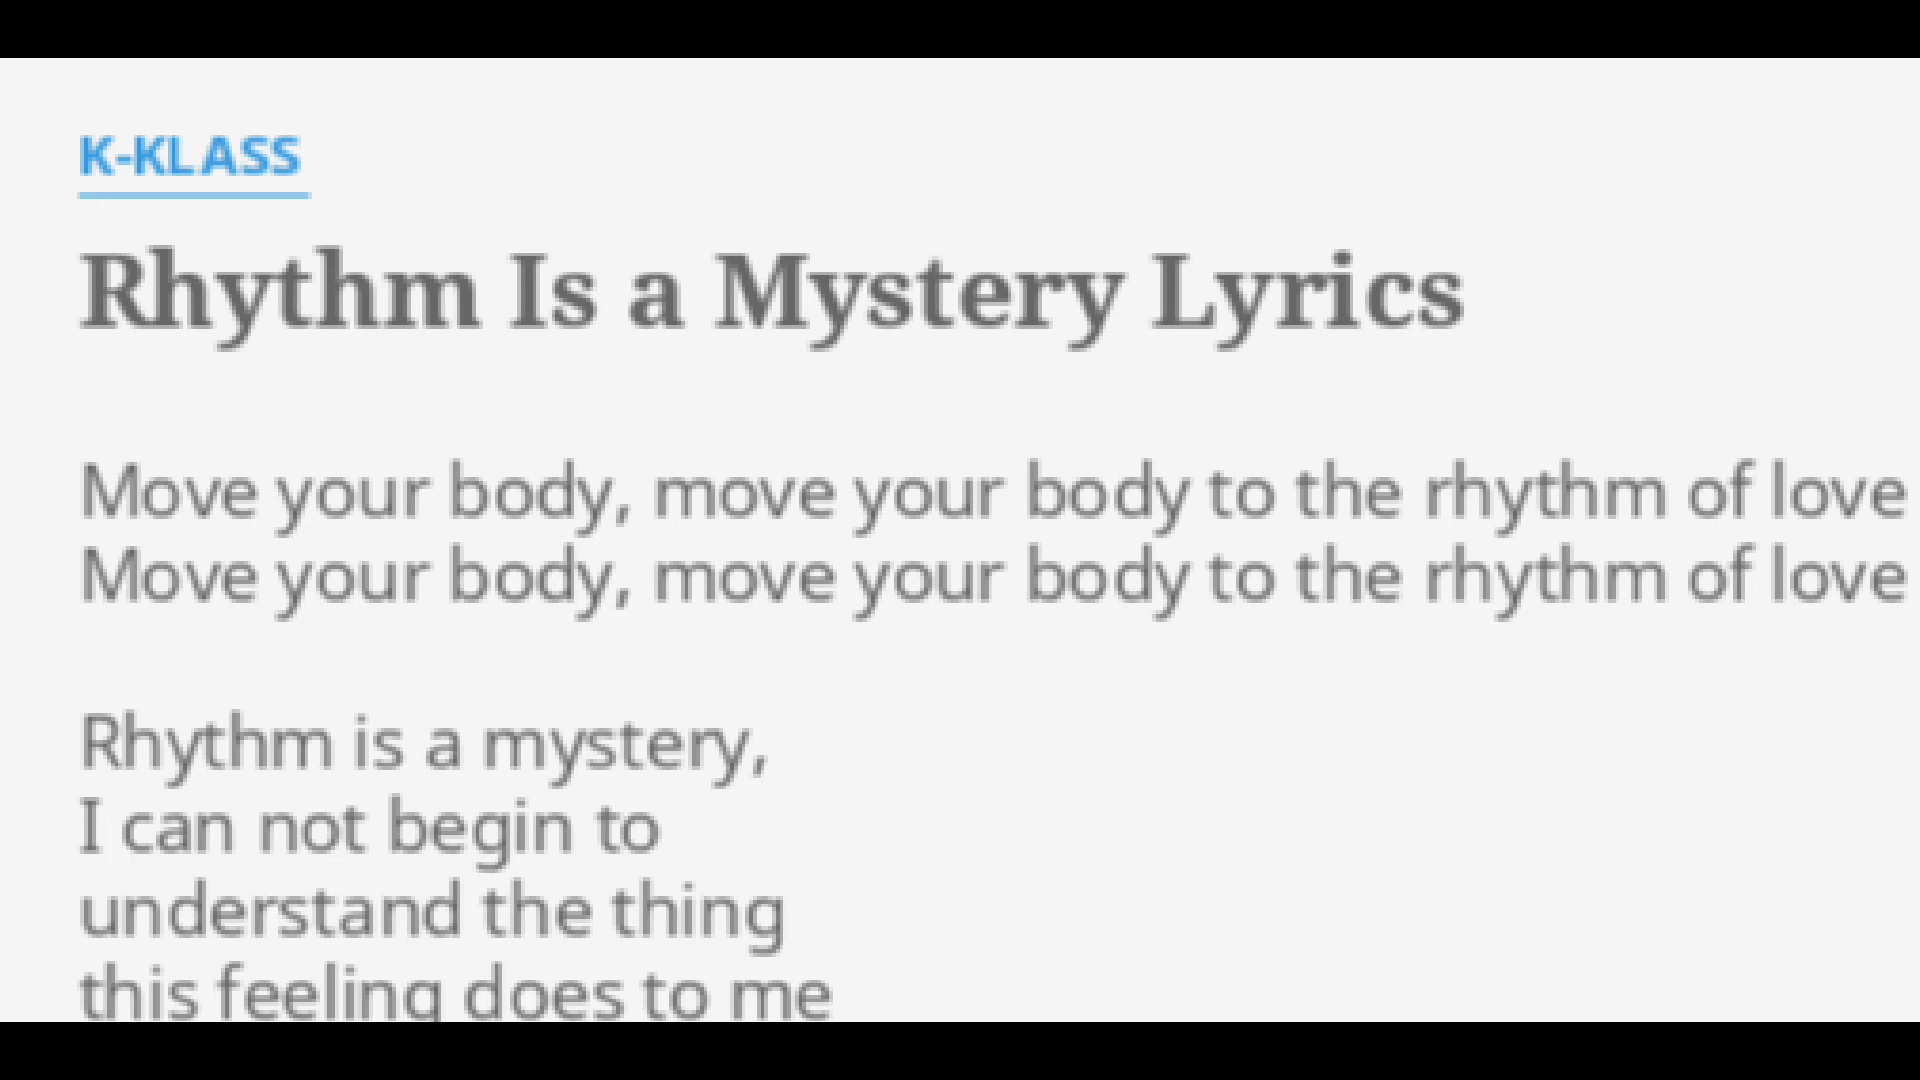 K-KLASS
Rhythm Is a Mystery Lyrics
Move your body, move your body to the rhythm of love
Move your body, move your body to the rhythm of love
Rhythm is a mystery,
I can not begin to
understand the thing
this feeling does to me